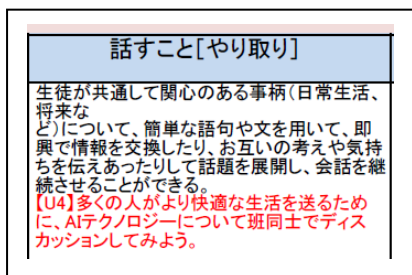 話すこと[やり取り]
生徒が共通して関心のある事柄(日常生活、
将来な
ど)について、簡単な語句や文を用いて、即
興で情報を交換したり、お互いの考えや気持
ちを伝えあったりして話題を展開し、会話を継
続させることができる。
【U4】多くの人がより快適な生活を送るため
に、AIテクノロジーについて班同士でディス
カッションしてみよう。